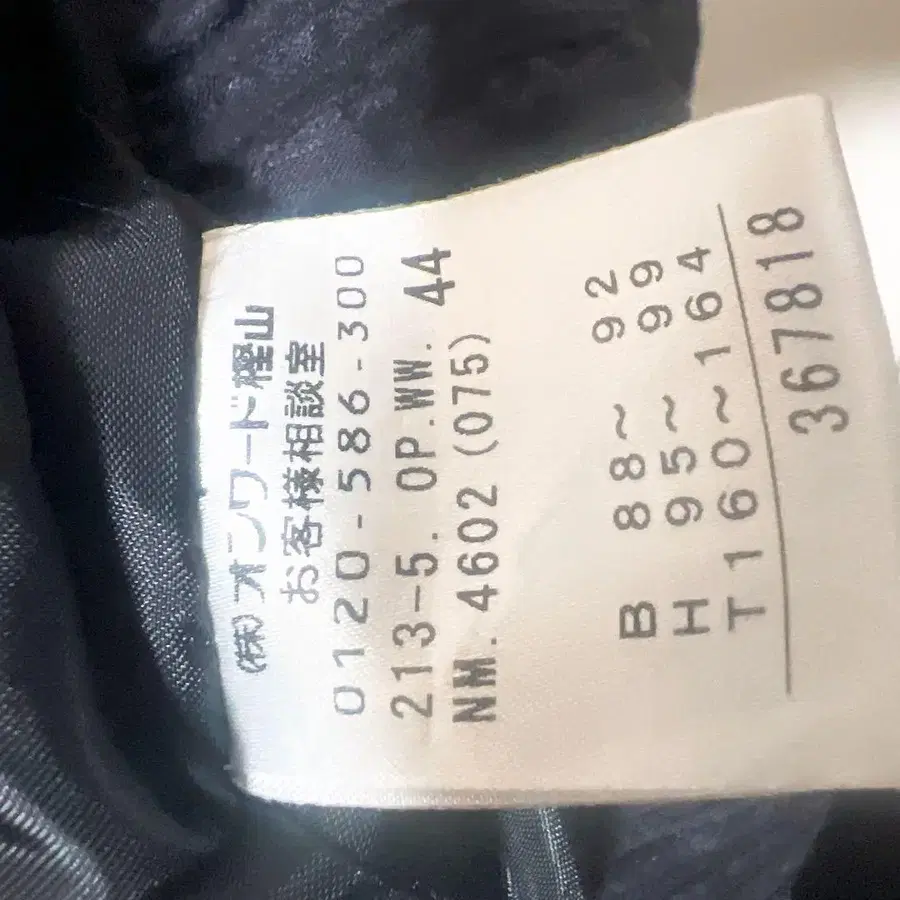 (株)オンワード樫山
お客様相談室
0120-586-300
213-5. OP.WW. 44
NM.4602(075)
B 88~ 92
H 95~ 99
T160~164
367818